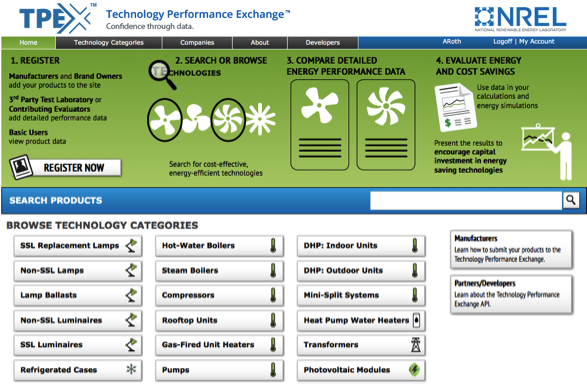 TPEX™
Technology Performance Exchange™
Confidence through data.
NREL
NATIONAL RENEWABLE ENERGY LABORATORY
Home
Technology Categories
Companies
About
Developers
ARoth
Logoff | My Account
1. REGISTER
Manufacturers and Brand Owners
add your products to the site
3rd Party Test Laboratory or
Contributing Evaluators
add detailed performance data
Basic Users
view product data
REGISTER NOW
2. SEARCH OR BROWSE
TECHNOLOGIES
Search for cost-effective,
energy-efficient technologies
3. COMPARE DETAILED
ENERGY PERFORMANCE DATA
4. EVALUATE ENERGY
AND COST SAVINGS
Use data in your
calculations and
energy simulations
$
Present the results to
encourage capital
investment in energy
saving technologies
SEARCH PRODUCTS
BROWSE TECHNOLOGY CATEGORIES
SSL Replacement Lamps
Hot-Water Boilers
DHP: Indoor Units
Non-SSL Lamps
Steam Boilers
DHP: Outdoor Units
Lamp Ballasts
Compressors
Mini-Split Systems
Non-SSL Luminaires
Rooftop Units
Heat Pump Water Heaters
SSL Luminaires
Gas-Fired Unit Heaters
Transformers
Refrigerated Cases
Pumps
Photovoltaic Modules
Manufacturers
Learn how to submit your products to the
Technology Performance Exchange.
Partners/Developers
Learn about the Technology Performance
Exchange API.